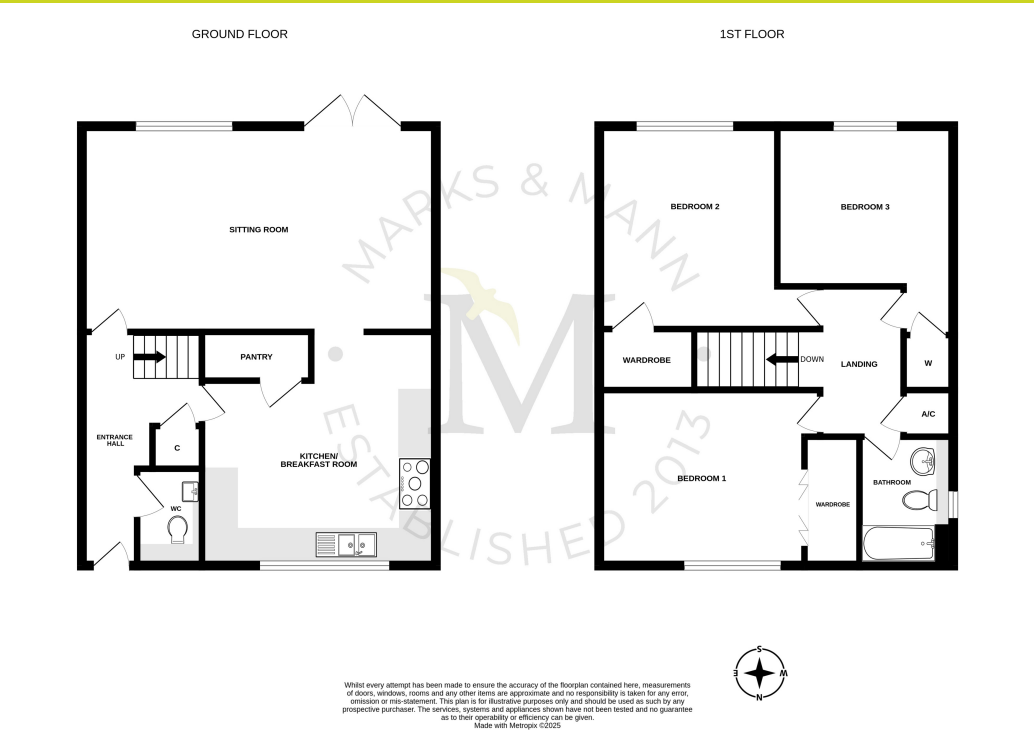 GROUND FLOOR
1ST FLOOR
MARKS & MANN
M
ESTABLISHED 2013
SITTING ROOM
UP
PANTRY
ENTRANCE
HALL
C
KITCHEN/
BREAKFAST ROOM
WC
BEDROOM 2
BEDROOM 3
WARDROBE
DOWN
LANDING
W
A/C
BEDROOM 1
WARDROBE
BATHROOM
S
E
W
N
Whilst every attempt has been made to ensure the accuracy of the floorplan contained here, measurements
of doors, windows, rooms and any other items are approximate and no responsibility is taken for any error,
omission or mis-statement. This plan is for illustrative purposes only and should be used as such by any
prospective purchaser. The services, systems and appliances shown have not been tested and no guarantee
as to their operability or efficiency can be given.
Made with Metropix ©2025